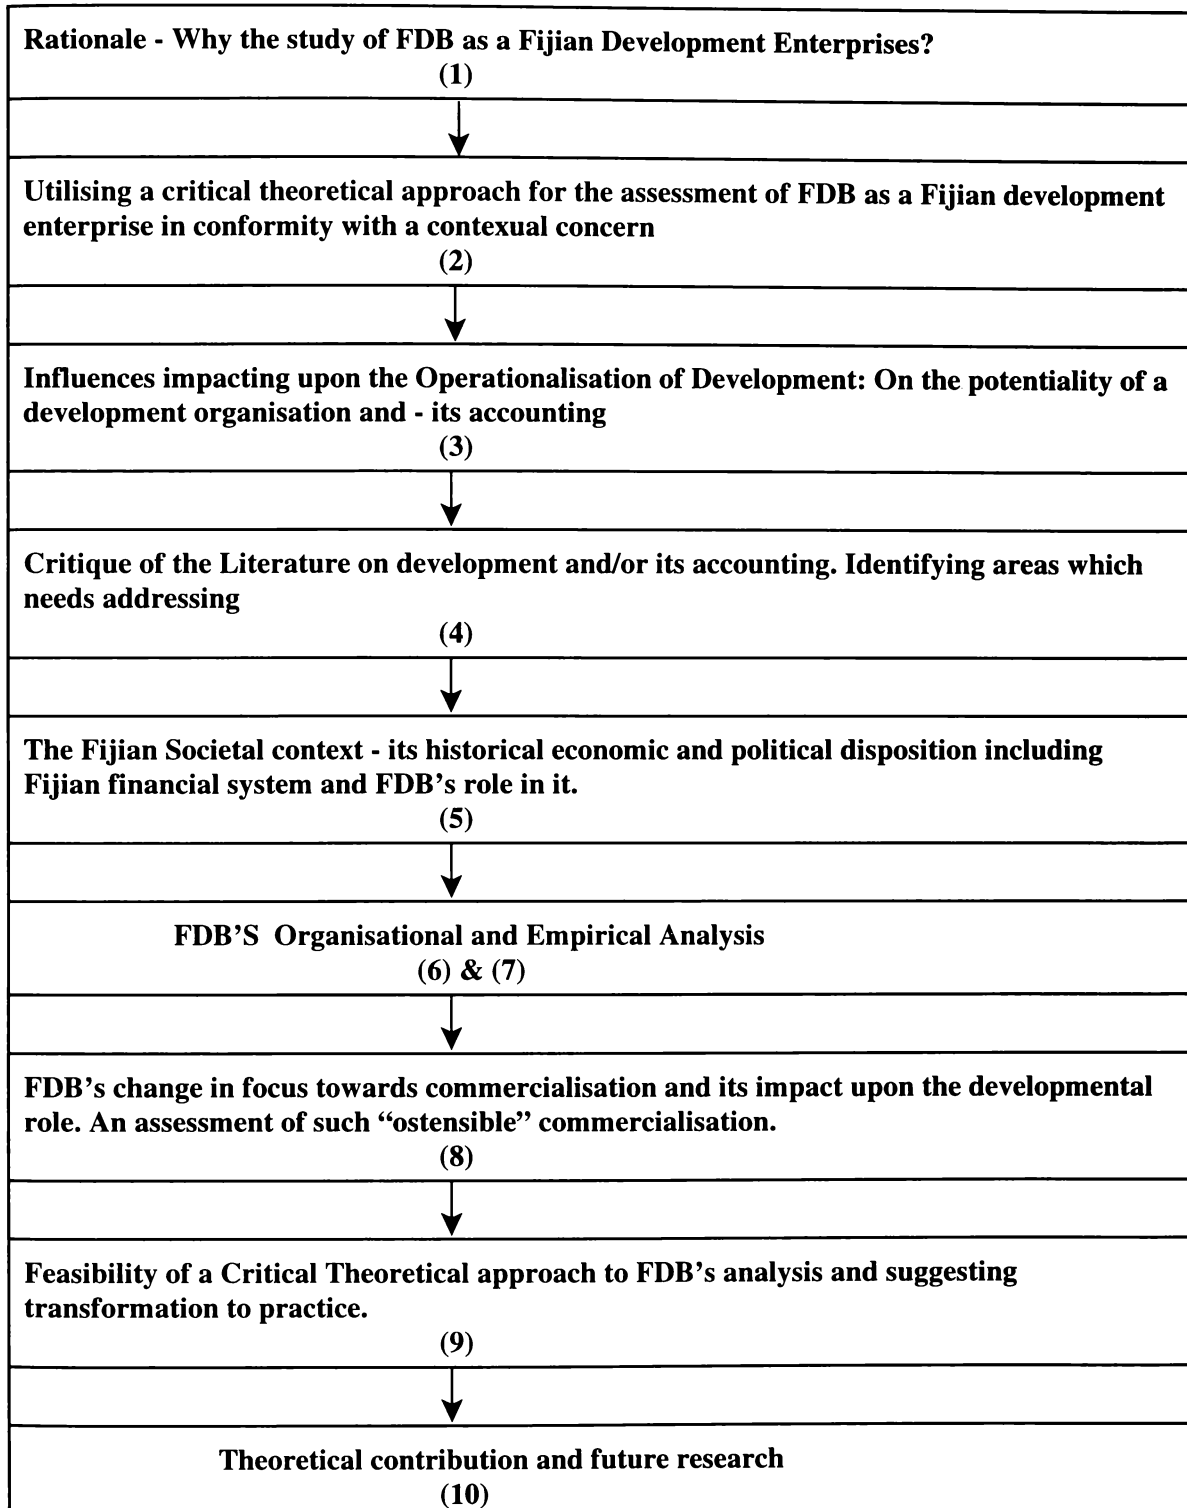 Rationale - Why the study of FDB as a Fijian Development Enterprises?
(1)
Utilising a critical theoretical approach for the assessment of FDB as a Fijian development
enterprise in conformity with a contexual concern
(2)
Influences impacting upon the Operationalisation of Development: On the potentiality of a
development organisation and - its accounting
(3)
Critique of the Literature on development and/or its accounting. Identifying areas which
needs addressing
(4)
The Fijian Societal context - its historical economic and political disposition including
Fijian financial system and FDB's role in it.
(5)
FDB'S Organisational and Empirical Analysis
(6) & (7)
FDB's change in focus towards commercialisation and its impact upon the developmental
role. An assessment of such “ostensible” commercialisation.
(8)
Feasibility of a Critical Theoretical approach to FDB's analysis and suggesting
transformation to practice.
(9)
Theoretical contribution and future research
(10)